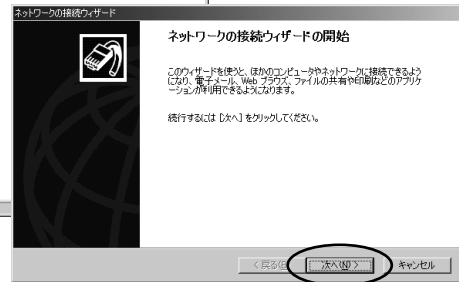 ネットワークの接続ウィザード
ネットワークの接続ウィザードの開始
このウィザードを使うと、ほかのコンピュータやネットワークに接続できるよう
になり、電子メール、Web ブラウズ、ファイルの共有や印刷などのアプリケ
ーションが利用できるようになります。
続行するには [次へ] をクリックしてください。
< 戻る(B) 次へ(N) > キャンセル